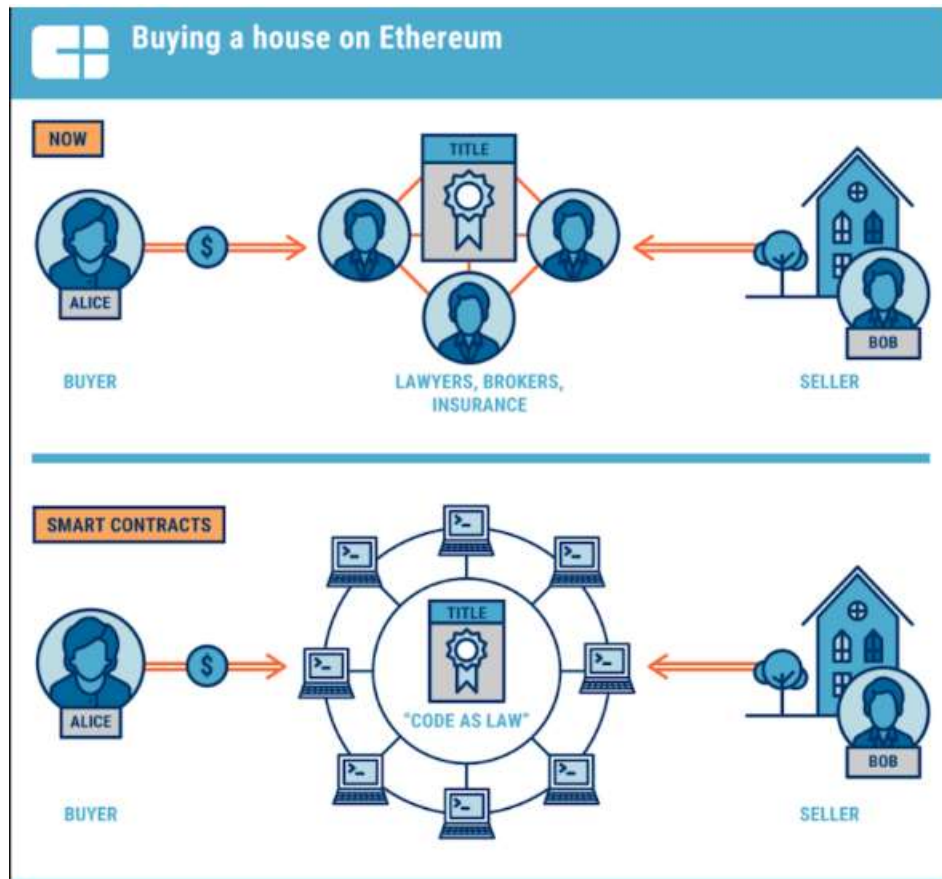 Buying a house on Ethereum
NOW
TITLE
$
ALICE
BOB
BUYER
LAWYERS, BROKERS,
INSURANCE
SELLER
SMART CONTRACTS
>_
>_
>_
TITLE
$
>_
>_
"CODE AS LAW"
ALICE
BOB
>_
>_
>_
BUYER
SELLER